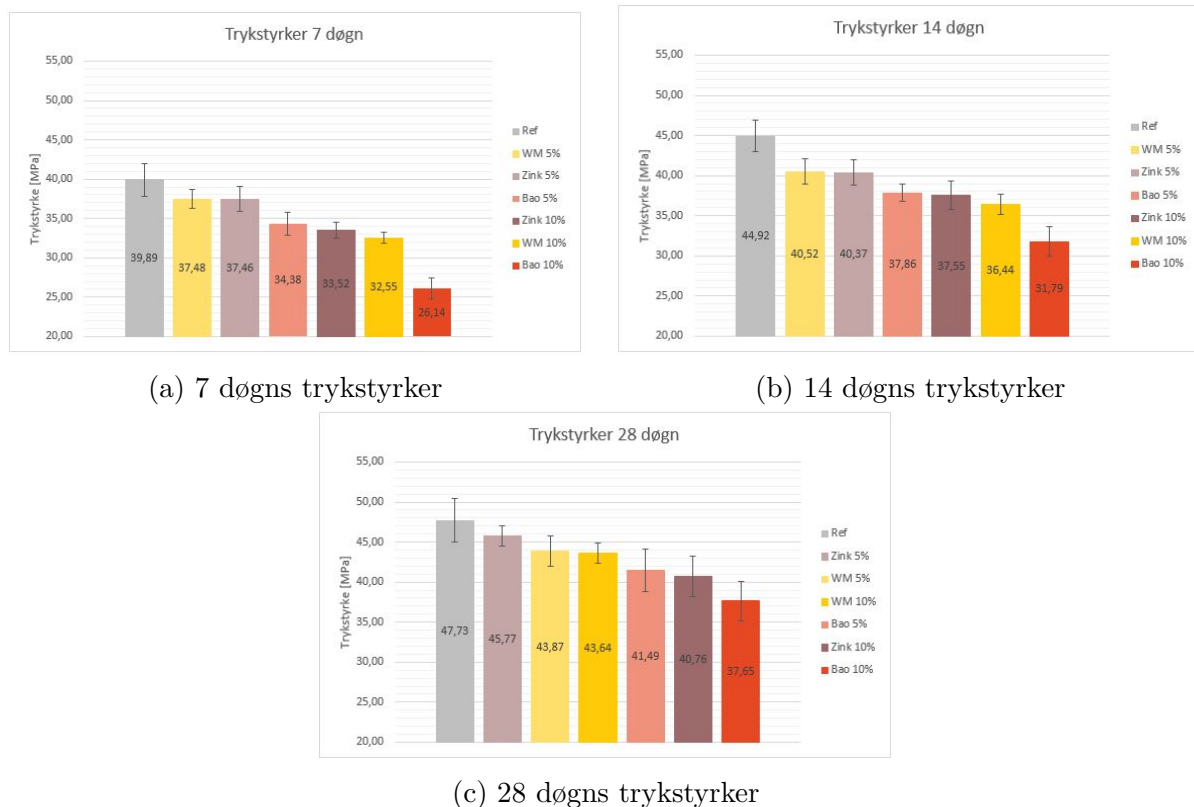 Trykstyrker 7 døgn
Trykstyrke [MPa]
55,00
50,00
45,00
40,00
35,00
30,00
25,00
20,00
39,89
37,48
37,46
34,38
33,52
32,55
26,14
Ref
WM 5%
Zink 5%
Bao 5%
Zink 10%
WM 10%
Bao 10%
(a) 7 døgns trykstyrker
Trykstyrker 14 døgn
Trykstyrke [MPa]
55,00
50,00
45,00
40,00
35,00
30,00
25,00
20,00
44,92
40,52
40,37
37,86
37,55
36,44
31,79
Ref
WM 5%
Zink 5%
Bao 5%
Zink 10%
WM 10%
Bao 10%
(b) 14 døgns trykstyrker
Trykstyrker 28 døgn
Trykstyrke [MPa]
55,00
50,00
45,00
40,00
35,00
30,00
25,00
20,00
47,73
45,77
43,87
43,64
41,49
40,76
37,65
Ref
Zink 5%
WM 5%
WM 10%
Bao 5%
Zink 10%
Bao 10%
(c) 28 døgns trykstyrker